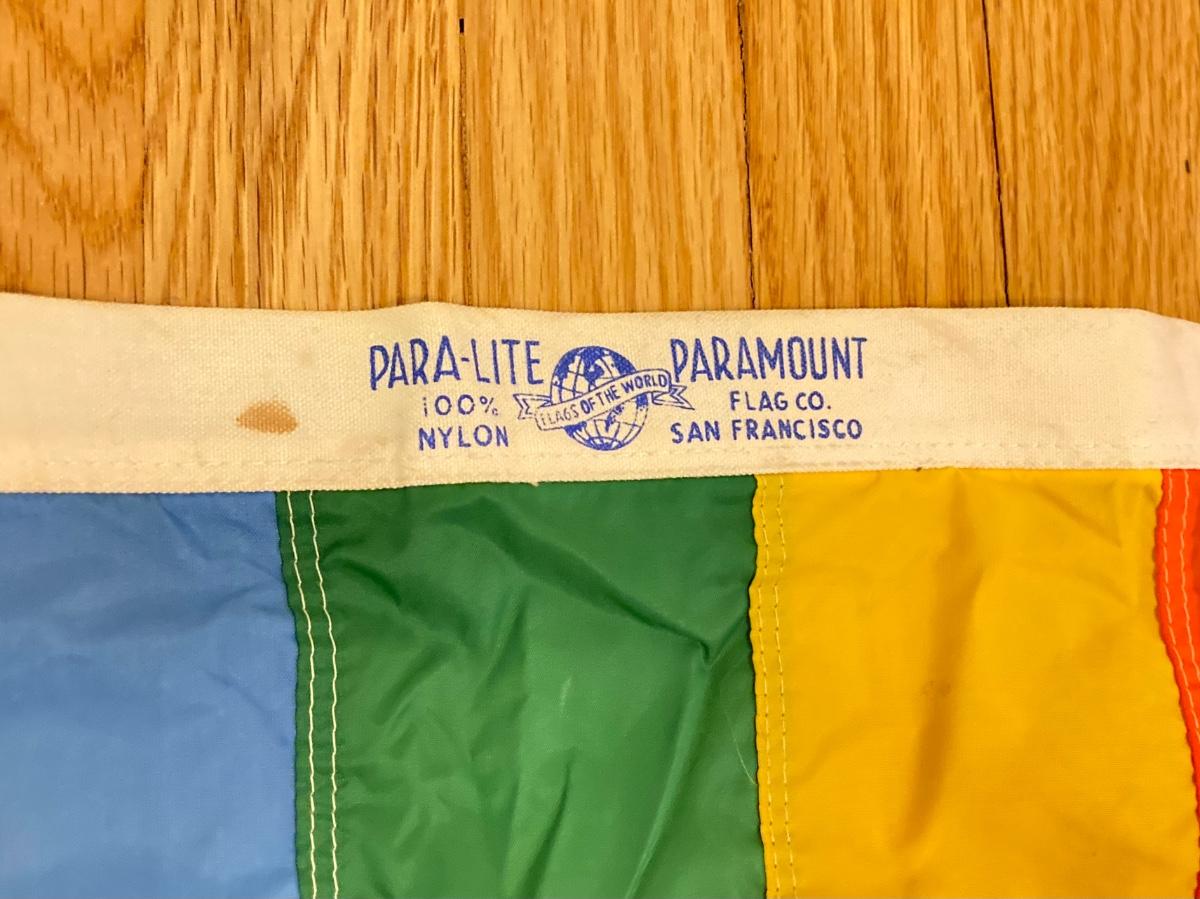 PARA-LITE
100%
NYLON
FLAGS OF THE WORLD
PARAMOUNT
FLAG CO.
SAN FRANCISCO